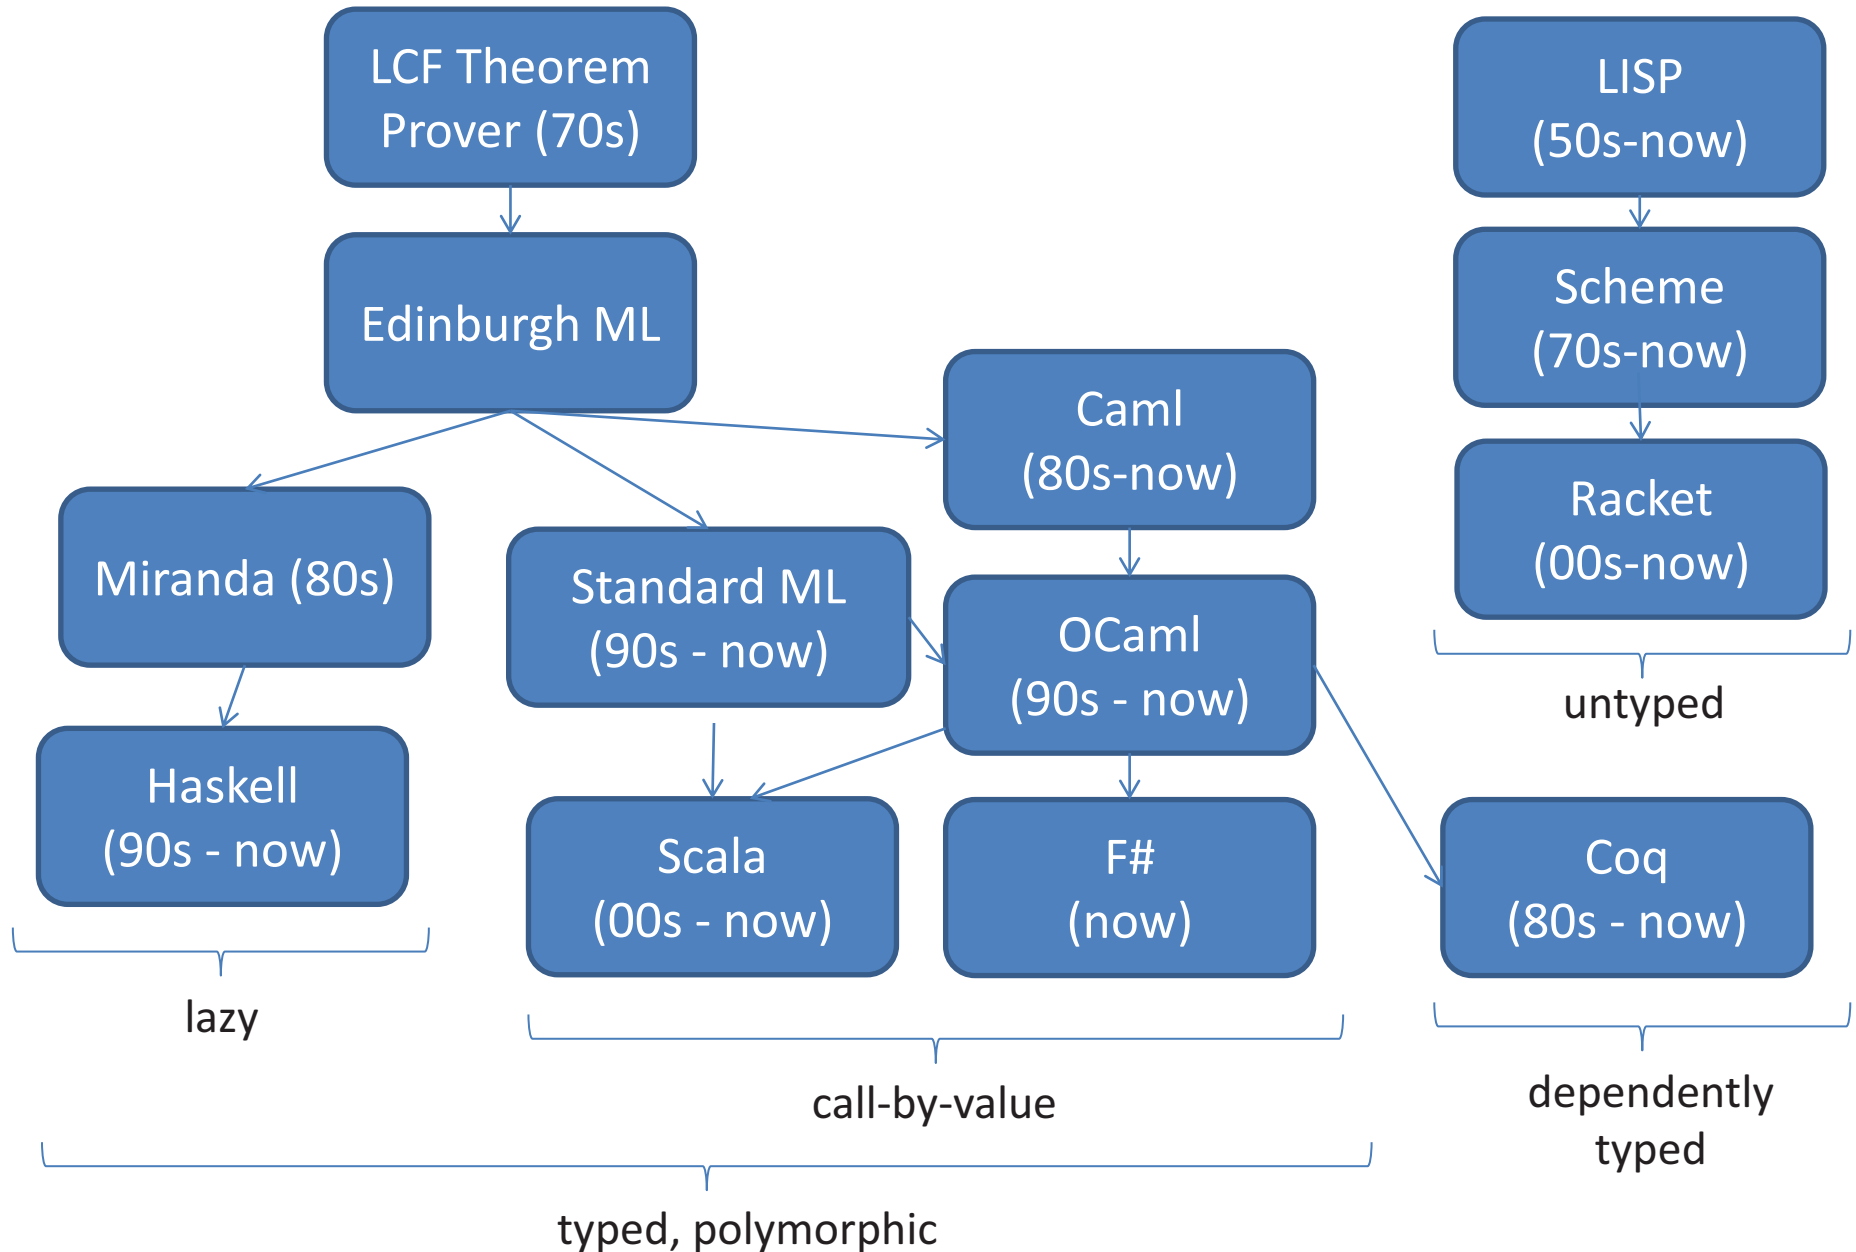 LCF Theorem
Prover (70s)
LISP
(50s-now)
Edinburgh ML
Scheme
(70s-now)
Caml
(80s-now)
Racket
(00s-now)
Miranda (80s)
Standard ML
(90s - now)
OCaml
(90s - now)
untyped
Haskell
(90s - now)
Scala
(00s - now)
F#
(now)
Coq
(80s - now)
lazy
call-by-value
dependently
typed
typed, polymorphic